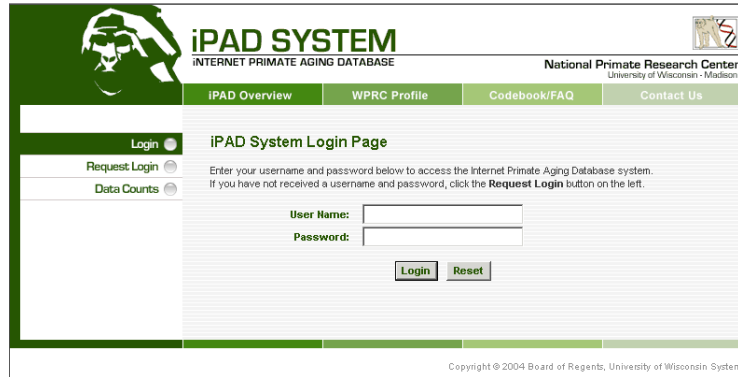 iPAD SYSTEM
iNTERNET PRIMATE AGING DATABASE
National Primate Research Center
University of Wisconsin - Madison
iPAD Overview WPRC Profile Codebook/FAQ Contact Us
Login
Request Login
Data Counts
iPAD System Login Page
Enter your username and password below to access the Internet Primate Aging Database system.
If you have not received a username and password, click the Request Login button on the left.
User Name:
Password:
Login Reset
Copyright © 2004 Board of Regents, University of Wisconsin System